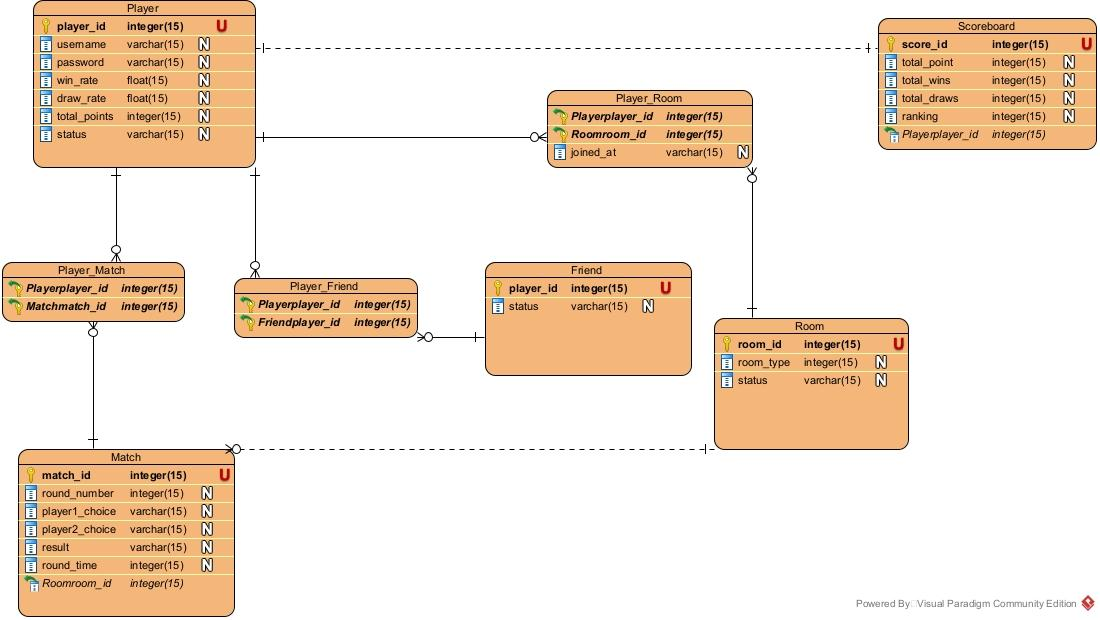 Player
player_id integer(15) U
username varchar(15) N
password varchar(15) N
win_rate float(15) N
draw_rate float(15) N
total_points integer(15) N
status varchar(15) N
Scoreboard
score_id integer(15) U
total_point integer(15) N
total_wins integer(15) N
total_draws integer(15) N
ranking integer(15) N
Playerplayer_id integer(15)
Player_Room
Playerplayer_id integer(15)
Roomroom_id integer(15)
joined_at varchar(15) N
Player_Match
Playerplayer_id integer(15)
Matchmatch_id integer(15)
Player_Friend
Playerplayer_id integer(15)
Friendplayer_id integer(15)
Friend
player_id integer(15) U
status varchar(15) N
Room
room_id integer(15) U
room_type integer(15) N
status varchar(15) N
Match
match_id integer(15) U
round_number integer(15) N
player1_choice varchar(15) N
player2_choice varchar(15) N
result varchar(15) N
round_time integer(15) N
Roomroom_id integer(15)
Powered By Visual Paradigm Community Edition